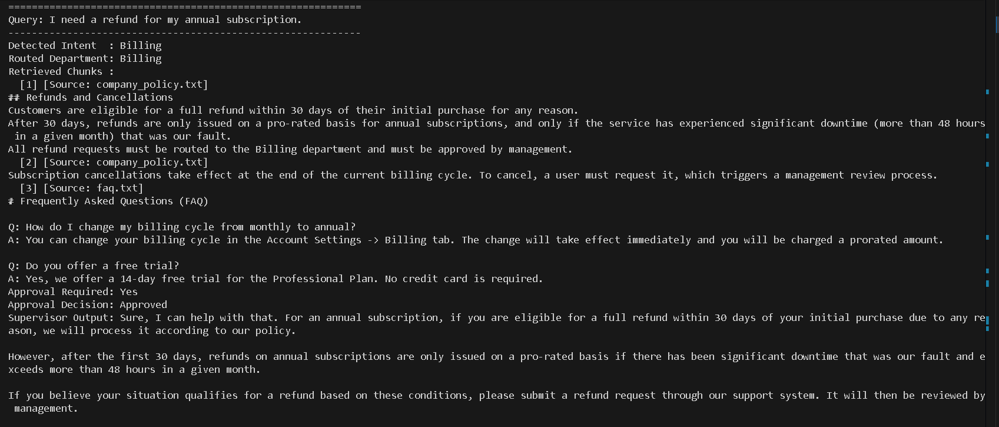 ============================================================
Query: I need a refund for my annual subscription.
------------------------------------------------------------
Detected Intent  : Billing
Routed Department: Billing
Retrieved Chunks :
  [1] [Source: company_policy.txt]
## Refunds and Cancellations
Customers are eligible for a full refund within 30 days of their initial purchase for any reason.
After 30 days, refunds are only issued on a pro-rated basis for annual subscriptions, and only if the service has experienced significant downtime (more than 48 hours
 in a given month) that was our fault.
All refund requests must be routed to the Billing department and must be approved by management.
  [2] [Source: company_policy.txt]
Subscription cancellations take effect at the end of the current billing cycle. To cancel, a user must request it, which triggers a management review process.
  [3] [Source: faq.txt]
# Frequently Asked Questions (FAQ)

Q: How do I change my billing cycle from monthly to annual?
A: You can change your billing cycle in the Account Settings -> Billing tab. The change will take effect immediately and you will be charged a prorated amount.

Q: Do you offer a free trial?
A: Yes, we offer a 14-day free trial for the Professional Plan. No credit card is required.
Approval Required: Yes
Approval Decision: Approved
Supervisor Output: Sure, I can help with that. For an annual subscription, if you are eligible for a full refund within 30 days of your initial purchase due to any re
ason, we will process it according to our policy.

However, after the first 30 days, refunds on annual subscriptions are only issued on a pro-rated basis if there has been significant downtime that was our fault and e
xceeds more than 48 hours in a given month.

If you believe your situation qualifies for a refund based on these conditions, please submit a refund request through our support system. It will then be reviewed by
 management.